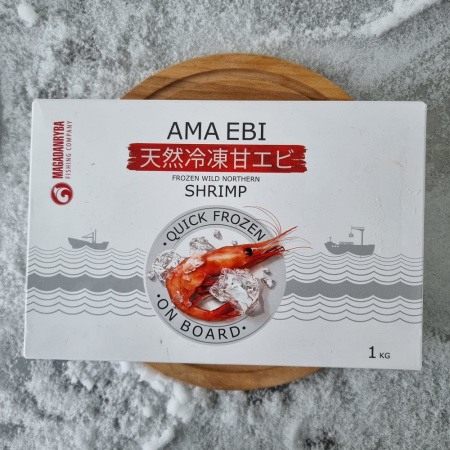 MAGADANRYBA
FISHING COMPANY
AMA EBI
天然冷凍甘エビ
FROZEN WILD NORTHERN
SHRIMP
·QUICK FROZEN
·ON BOARD·
1 KG